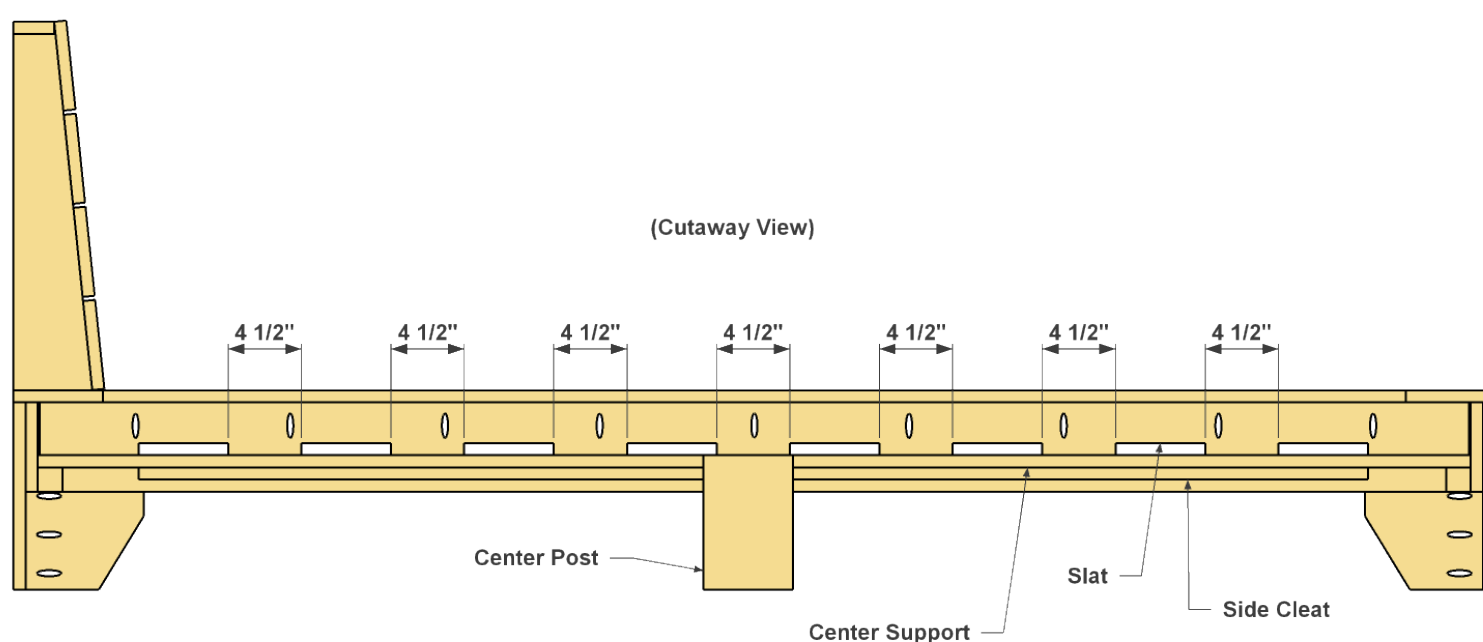 (Cutaway View)
4 1/2" 4 1/2" 4 1/2" 4 1/2" 4 1/2" 4 1/2" 4 1/2"
Center Post
Slat
Side Cleat
Center Support